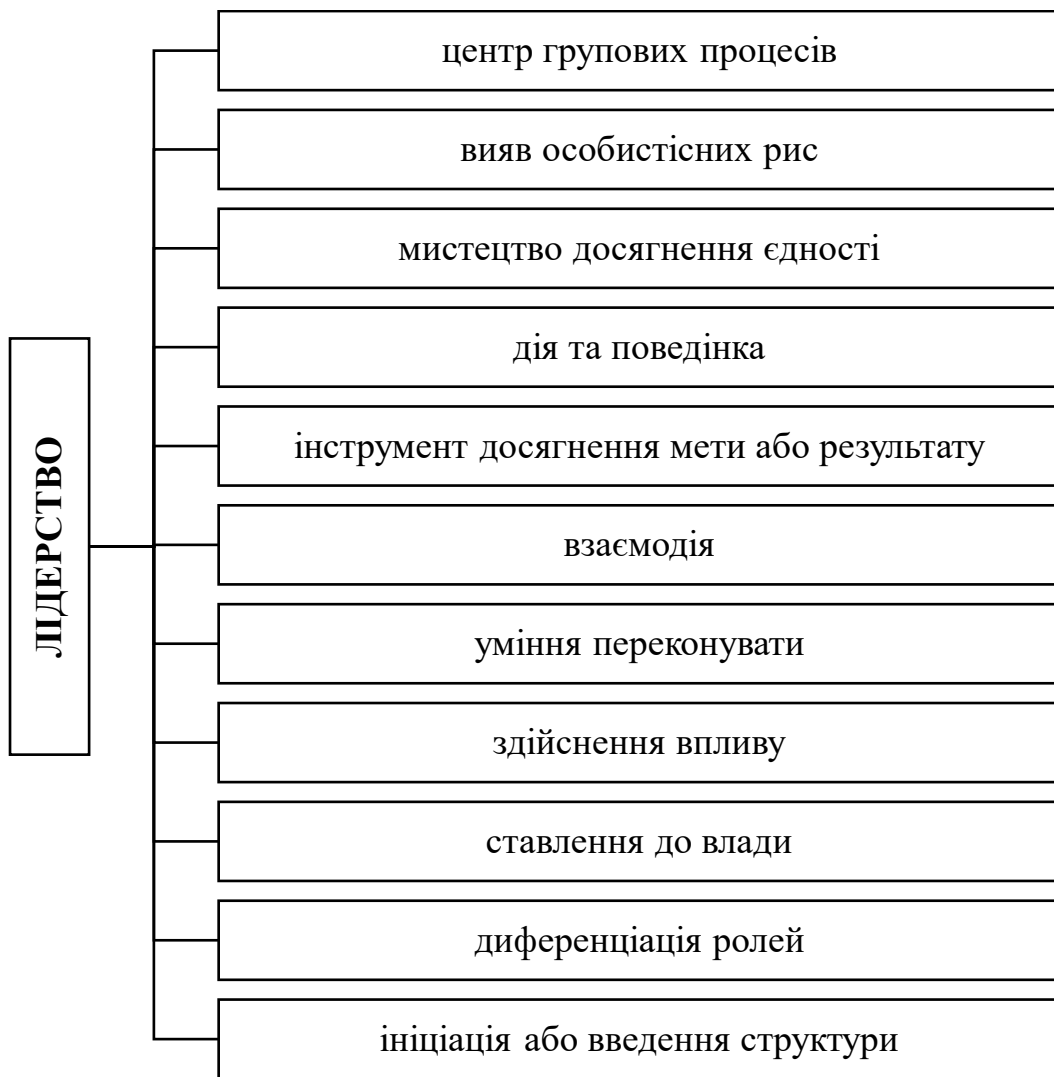 ЛІДЕРСТВО
центр групових процесів
вияв особистісних рис
мистецтво досягнення єдності
дія та поведінка
інструмент досягнення мети або результату
взаємодія
уміння переконувати
здійснення впливу
ставлення до влади
диференціація ролей
ініціація або введення структури